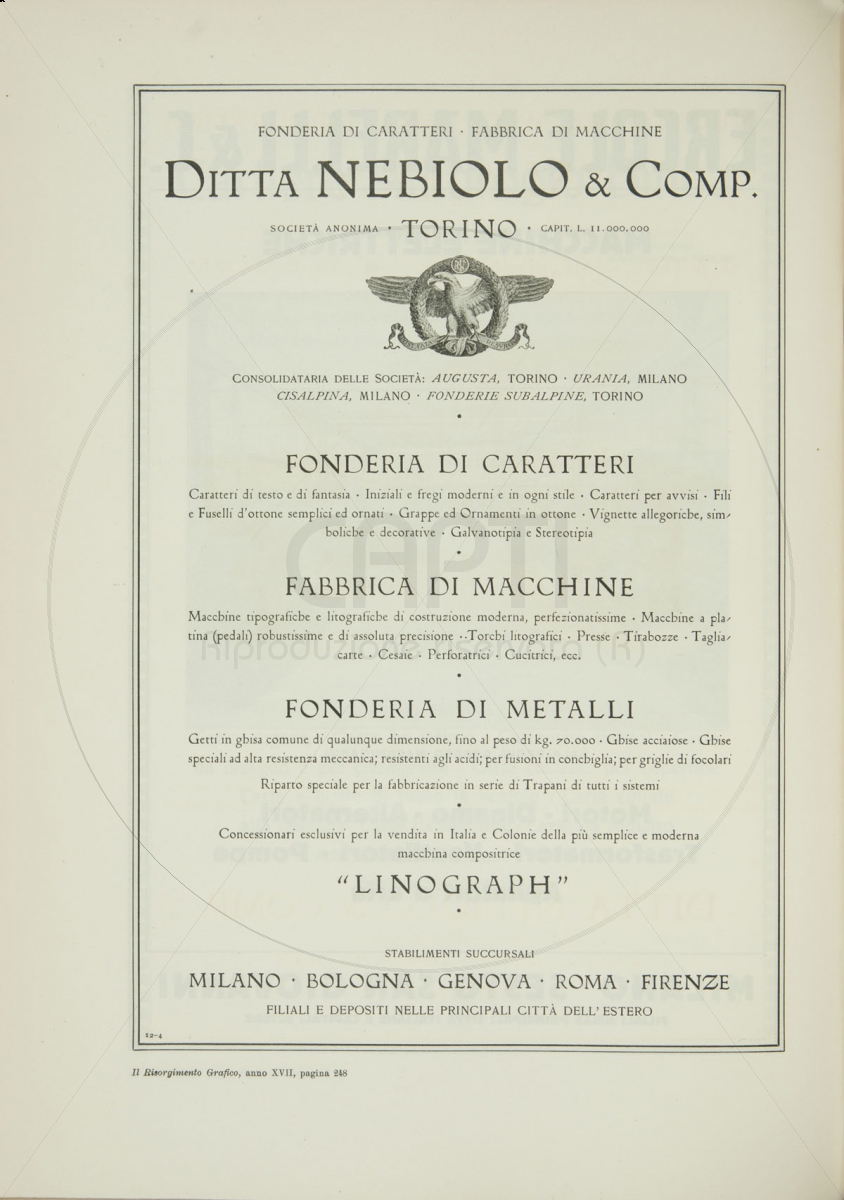 FONDERIA DI CARATTERI · FABBRICA DI MACCHINE
DITTA NEBIOLO & COMP.
SOCIETÀ ANONIMA · TORINO · CAPIT. L. 11.000.000
CONSOLIDATARIA DELLE SOCIETÀ: AUGUSTA, TORINO · URANIA, MILANO
CISALPINA, MILANO · FONDERIE SUBALPINE, TORINO
FONDERIA DI CARATTERI
Caratteri di testo e di fantasia · Iniziali e fregi moderni e in ogni stile · Caratteri per avvisi · Fili
e Fuselli d'ottone semplici ed ornati · Grappe ed Ornamenti in ottone · Vignette allegoriche, sim-
boliche e decorative · Galvanotipia e Stereotipia
FABBRICA DI MACCHINE
Macchine tipografiche e litografiche di costruzione moderna, perfezionatissime · Macchine a pla-
tina (pedali) robustissime e di assoluta precisione · · Torchi litografici · Presse · Tirabozze · Taglia-
carte · Cesoie · Perforatrici · Cucitrici, ecc.
FONDERIA DI METALLI
Getti in ghisa comune di qualunque dimensione, fino al peso di kg. 70.000 · Ghise acciaiose · Ghise
speciali ad alta resistenza meccanica; resistenti agli acidi; per fusioni in conchiglia; per griglie di focolari
Riparto speciale per la fabbricazione in serie di Trapani di tutti i sistemi
Concessionari esclusivi per la vendita in Italia e Colonie della più semplice e moderna
macchina compositrice
“LINOGRAPH”
STABILIMENTI SUCCURSALI
MILANO · BOLOGNA · GENOVA · ROMA · FIRENZE
FILIALI E DEPOSITI NELLE PRINCIPALI CITTÀ DELL'ESTERO
12-4
Il Risorgimento Grafico, anno XVII, pagina 248
CAPTI
Riproduzione riservata (R)